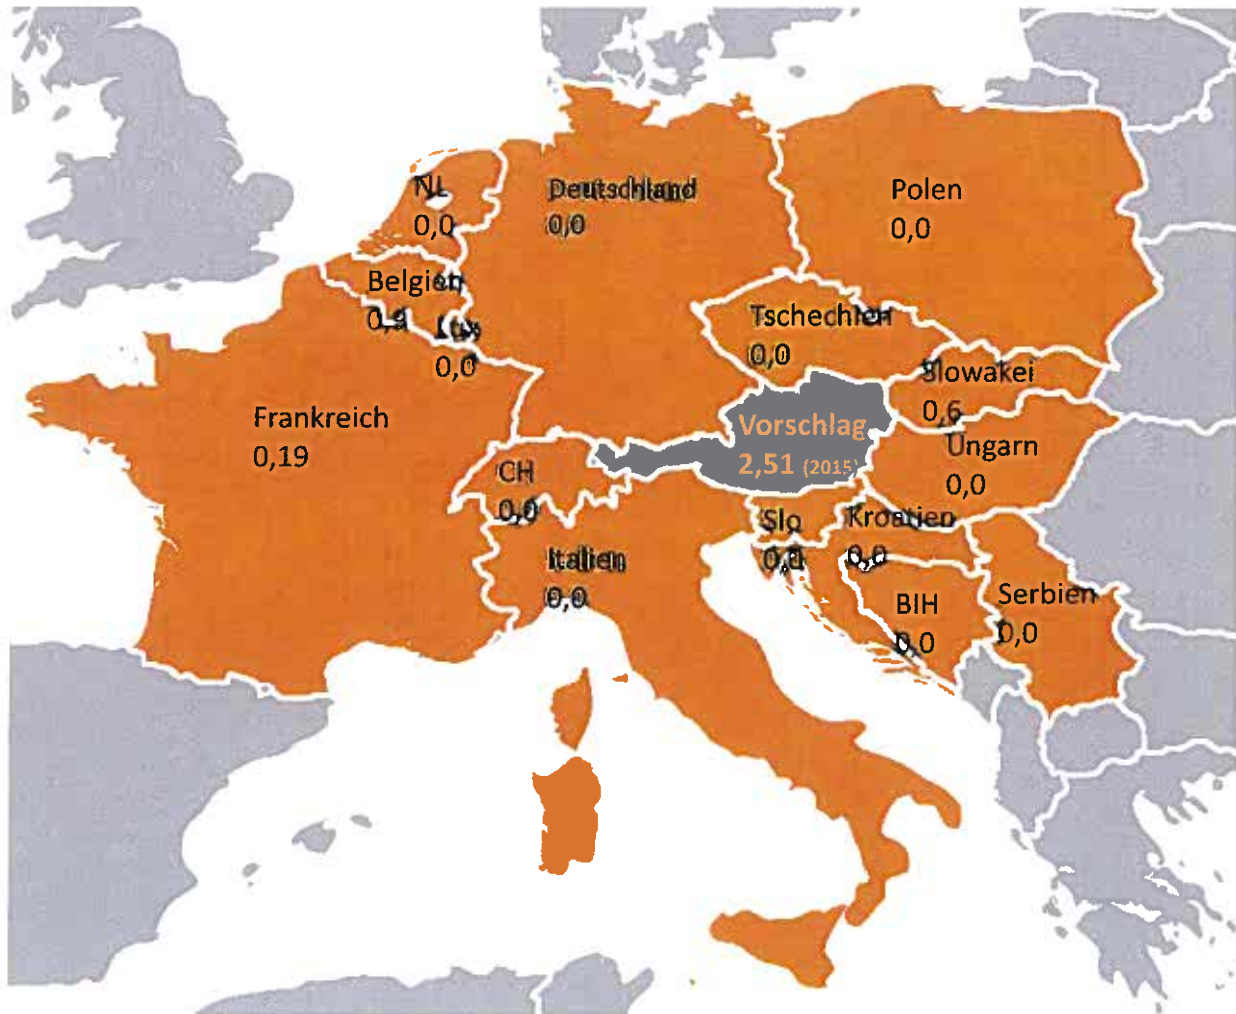 NL
0,0
Deutschland
0,0
Polen
0,0
Belgien
Lux
0,0
Tschechien
0,0
Slowakei
0,6
Frankreich
0,19
Vorschlag
2,51 (2015)
Ungarn
0,0
CH
0,0
Slo
Kroatien
0,0
Italien
0,0
BIH
0,0
Serbien
0,0